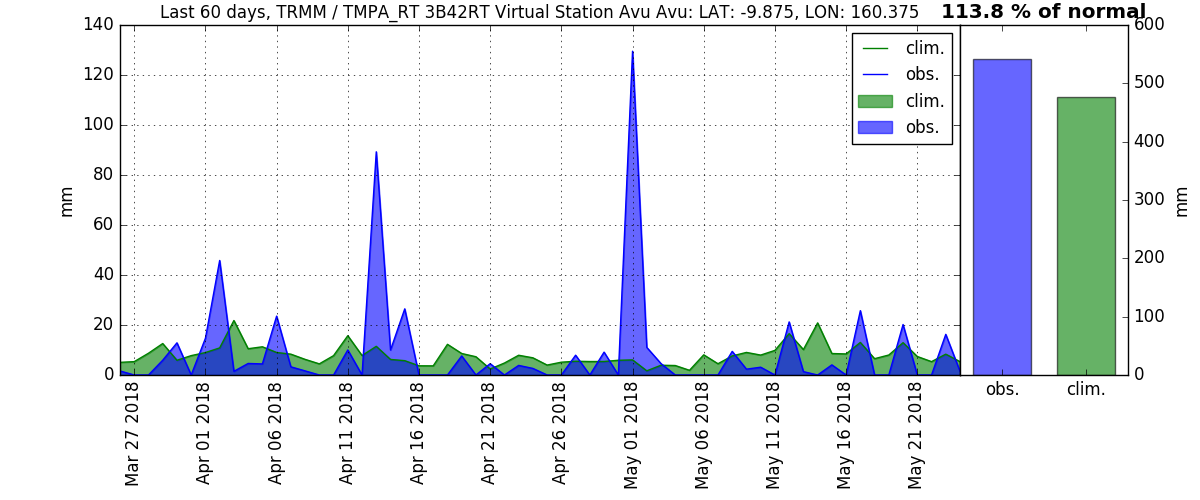 Last 60 days, TRMM / TMPA_RT 3B42RT Virtual Station Avu Avu: LAT: -9.875, LON: 160.375
113.8 % of normal
140
120
100
80
60
40
20
0
mm
clim.
obs.
clim.
obs.
Mar 27 2018
Apr 01 2018
Apr 06 2018
Apr 11 2018
Apr 16 2018
Apr 21 2018
Apr 26 2018
May 01 2018
May 06 2018
May 11 2018
May 16 2018
May 21 2018
600
500
400
300
200
100
0
mm
obs.
clim.